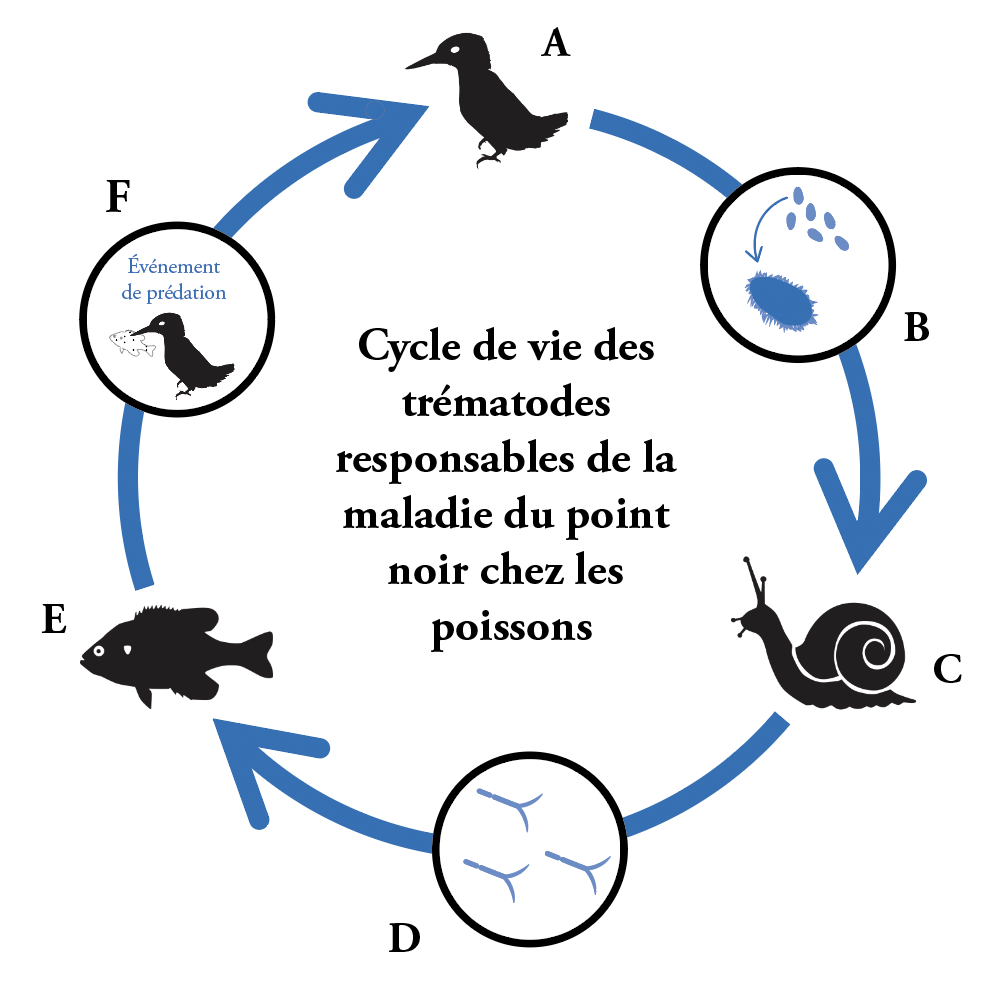 A
F
Événement
de prédation
B
Cycle de vie des
trématodes
responsables de la
maladie du point
noir chez les
poissons
E
C
D